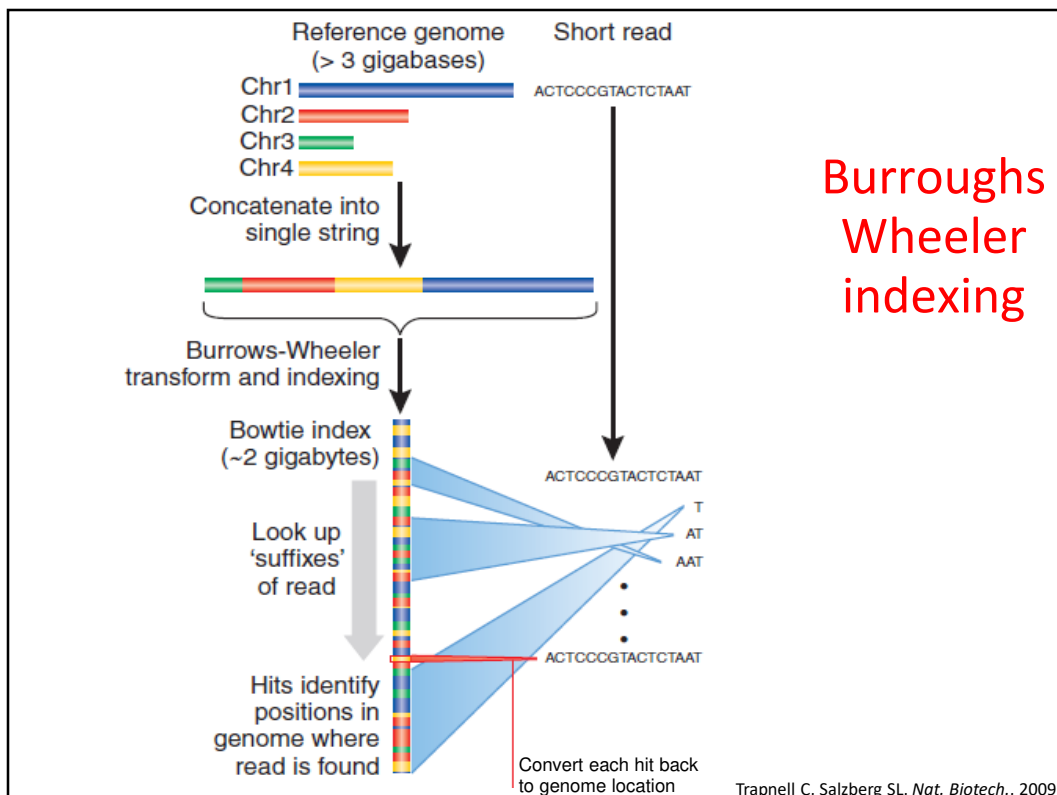 Reference genome
(> 3 gigabases)
Short read
Chr1
Chr2
Chr3
Chr4
ACTCCCGTACTCTAAT
Concatenate into
single string
Burroughs
Wheeler
indexing
Burrows-Wheeler
transform and indexing
Bowtie index
(~2 gigabytes)
ACTCCCGTACTCTAAT
T
AT
AAT
Look up
‘suffixes’
of read
ACTCCCGTACTCTAAT
Hits identify
positions in
genome where
read is found
Convert each hit back
to genome location
Trapnell C, Salzberg SL, Nat. Biotech., 2009